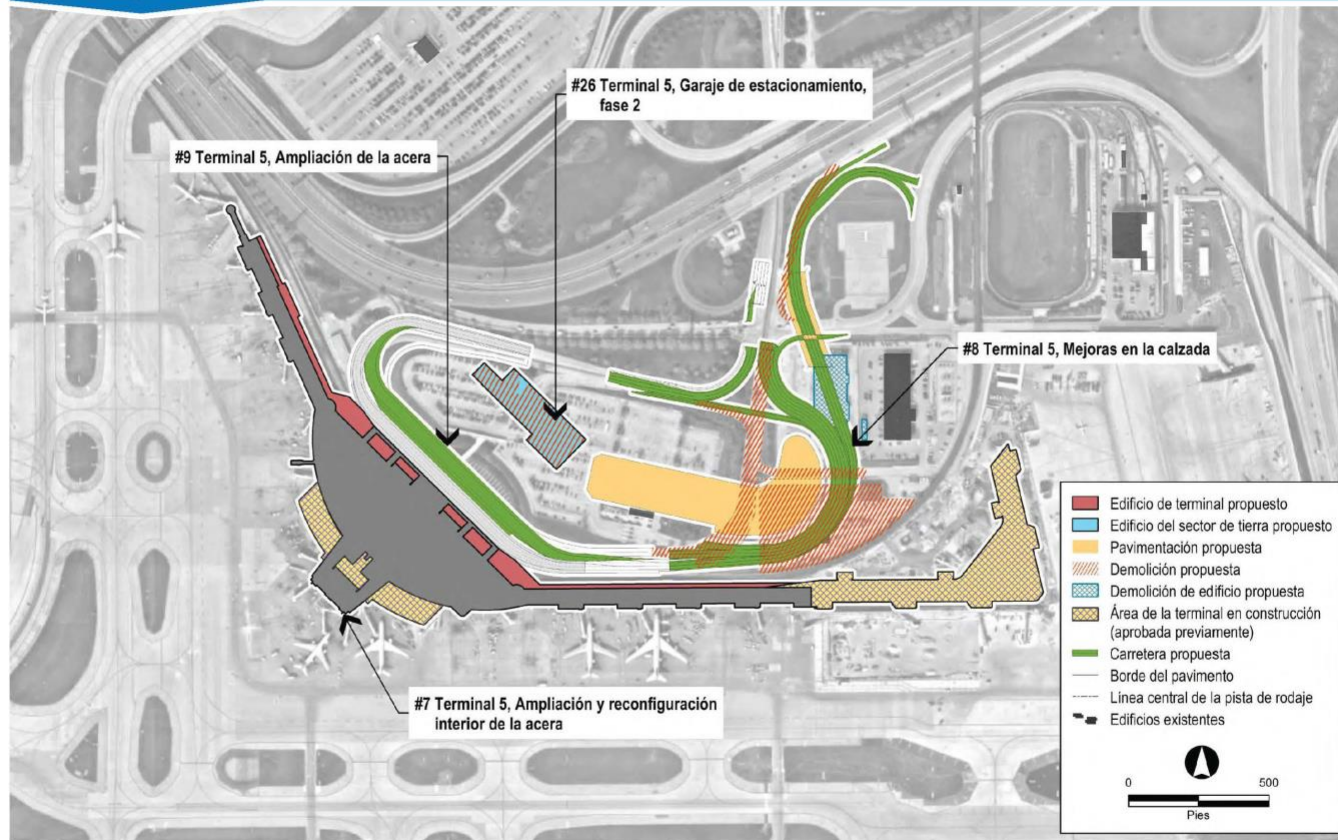 #26 Terminal 5, Garaje de estacionamiento,
fase 2
#9 Terminal 5, Ampliación de la acera
#8 Terminal 5, Mejoras en la calzada
#7 Terminal 5, Ampliación y reconfiguración
interior de la acera
Edificio de terminal propuesto
Edificio del sector de tierra propuesto
Pavimentación propuesta
Demolición propuesta
Demolición de edificio propuesta
Área de la terminal en construcción
(aprobada previamente)
Carretera propuesta
Borde del pavimento
Línea central de la pista de rodaje
Edificios existentes
0 500
Pies